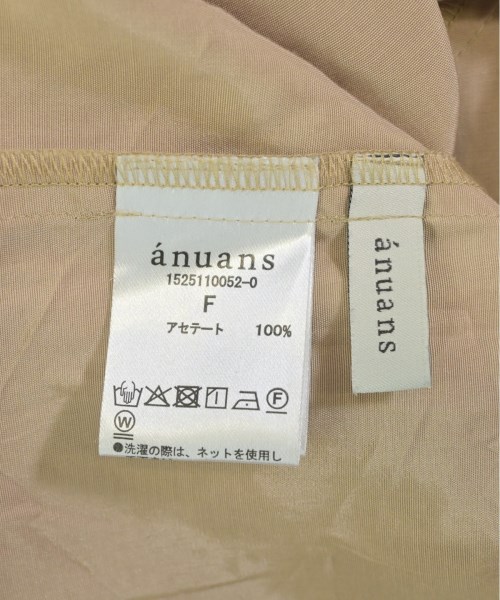 ánuans
1525110052-0
F
アセテート 100%
F
W
●洗濯の際は、ネットを使用し
ánuans